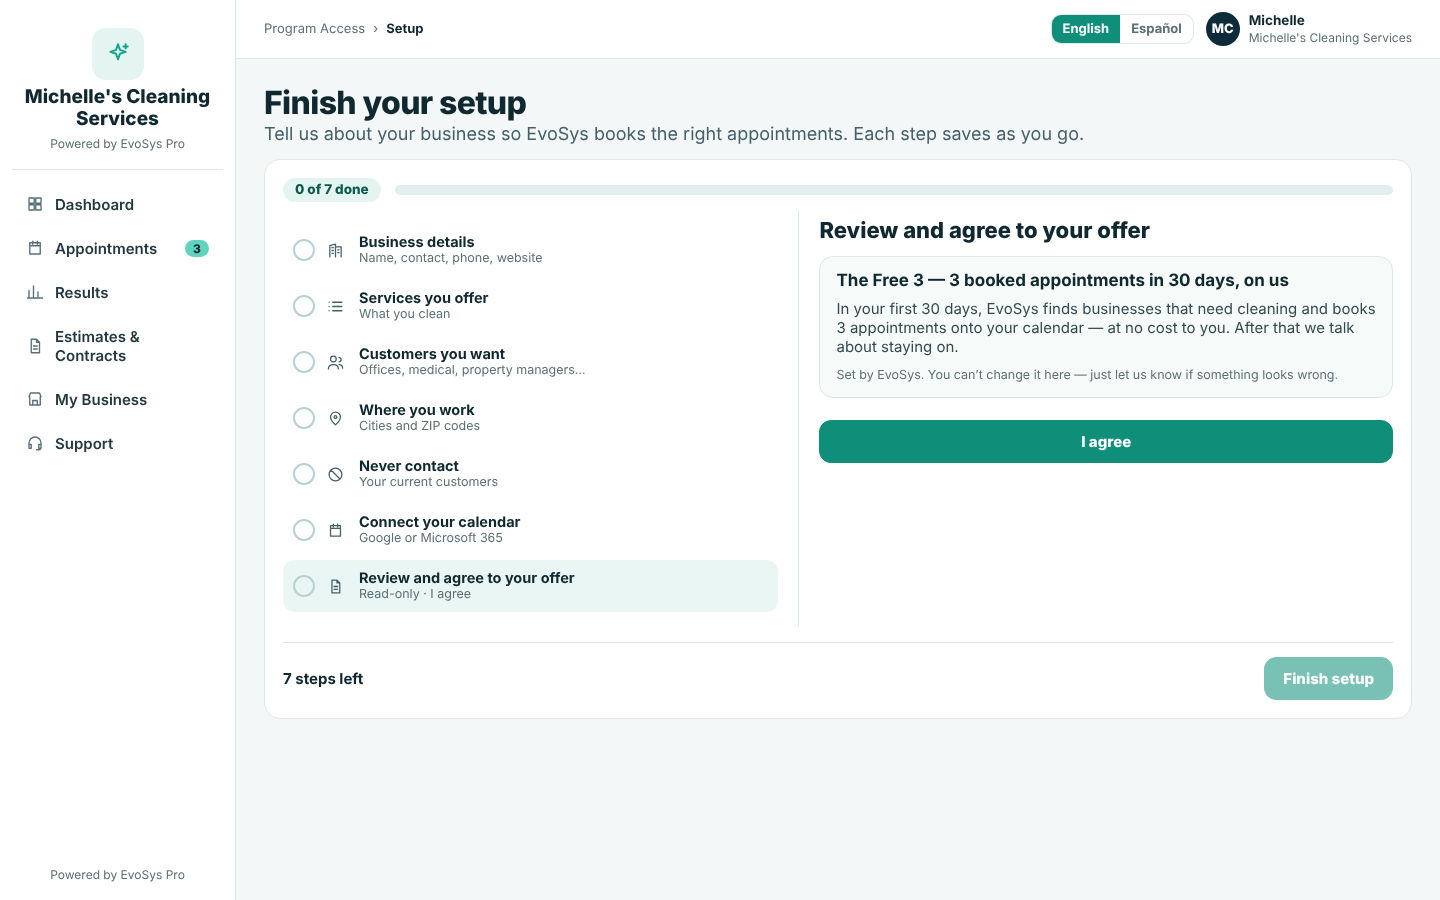 Michelle's Cleaning
Services
Powered by EvoSys Pro
Dashboard
Appointments 3
Results
Estimates &
Contracts
My Business
Support
Powered by EvoSys Pro
Program Access › Setup
English Español
MC
Michelle
Michelle's Cleaning Services
Finish your setup
Tell us about your business so EvoSys books the right appointments. Each step saves as you go.
0 of 7 done
Business details
Name, contact, phone, website
Services you offer
What you clean
Customers you want
Offices, medical, property managers...
Where you work
Cities and ZIP codes
Never contact
Your current customers
Connect your calendar
Google or Microsoft 365
Review and agree to your offer
Read-only · I agree
Review and agree to your offer
The Free 3 — 3 booked appointments in 30 days, on us
In your first 30 days, EvoSys finds businesses that need cleaning and books
3 appointments onto your calendar — at no cost to you. After that we talk
about staying on.
Set by EvoSys. You can’t change it here — just let us know if something looks wrong.
I agree
7 steps left
Finish setup